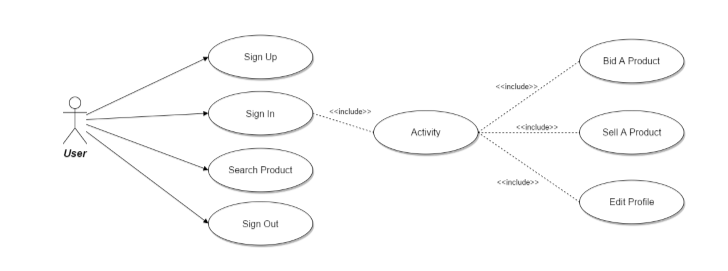 Sign Up
Bid A Product
<<include>>
Sign In
<<include>>
Activity
<<include>>
Sell A Product
User
Search Product
<<include>>
Edit Profile
Sign Out